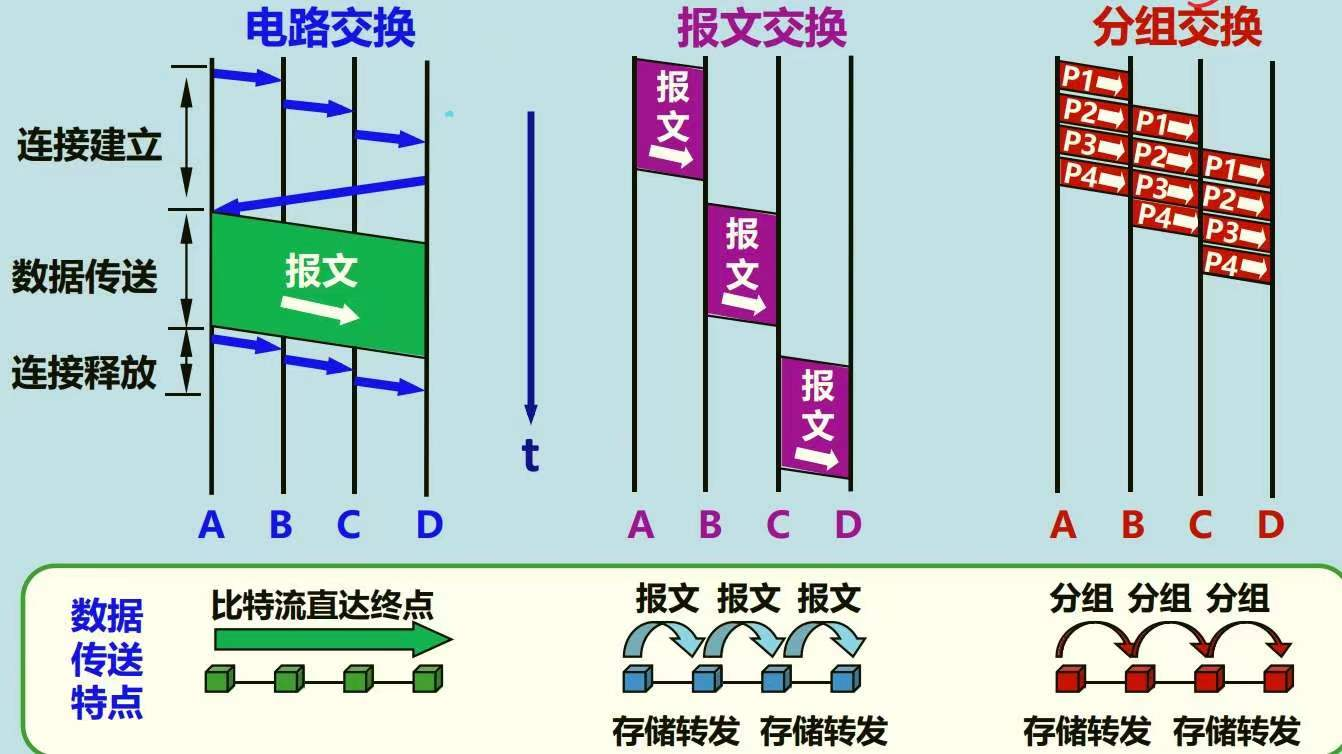 电路交换
报文交换
分组交换
连接建立
数据传送
连接释放
报文
t
报
文
报
文
报
文
P1
P2
P3
P4
P1
P2
P3
P4
P1
P2
P3
P4
A B C D
A B C D
A B C D
数据
传送
特点
比特流直达终点
报文 报文 报文
存储转发 存储转发
分组 分组 分组
存储转发 存储转发